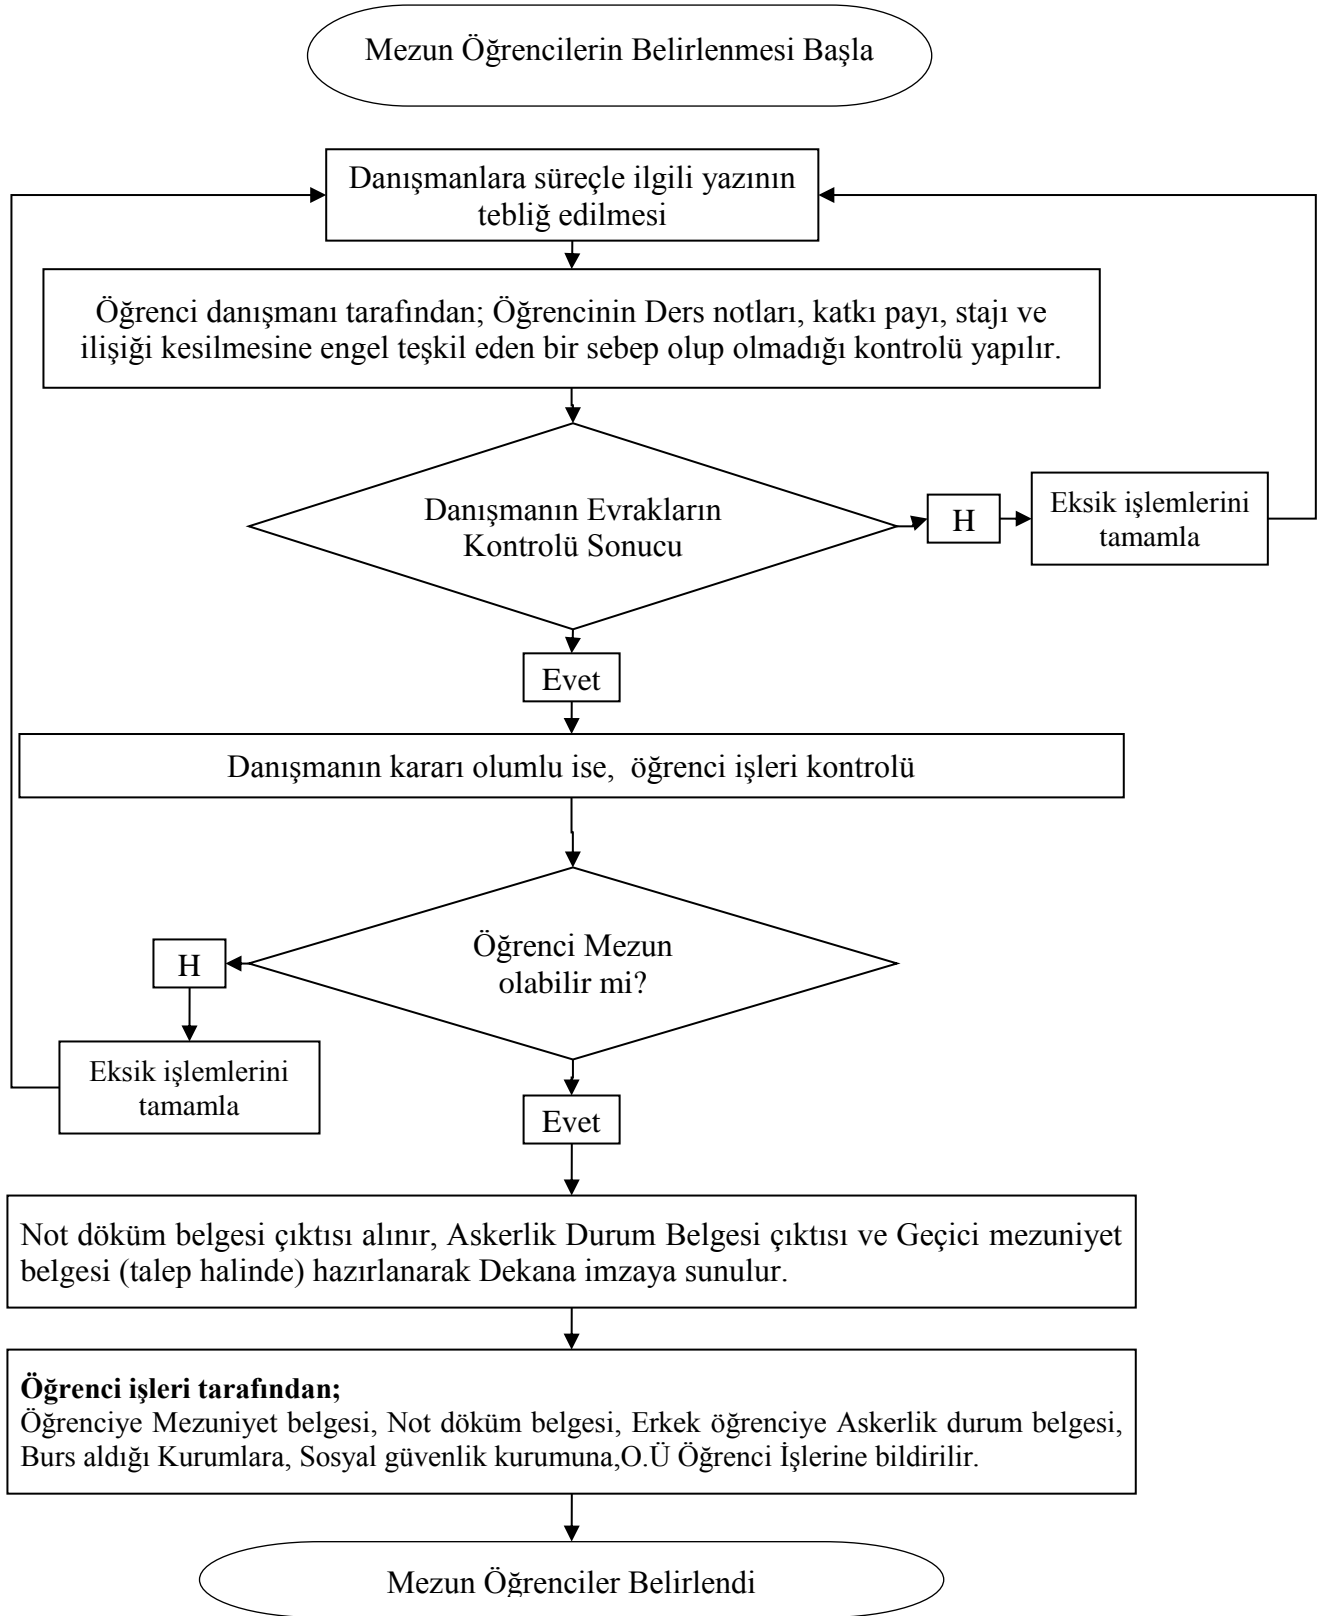 Mezun Öğrencilerin Belirlenmesi Başla
Danışmanlara süreçle ilgili yazının
tebliğ edilmesi
Öğrenci danışmanı tarafından; Öğrencinin Ders notları, katkı payı, stajı ve
ilişiği kesilmesine engel teşkil eden bir sebep olup olmadığı kontrolü yapılır.
Danışmanın Evrakların
Kontrolü Sonucu
H
Eksik işlemlerini
tamamla
Evet
Danışmanın kararı olumlu ise, öğrenci işleri kontrolü
Öğrenci Mezun
olabilir mi?
H
Eksik işlemlerini
tamamla
Evet
Not döküm belgesi çıktısı alınır, Askerlik Durum Belgesi çıktısı ve Geçici mezuniyet
belgesi (talep halinde) hazırlanarak Dekana imzaya sunulur.
Öğrenci işleri tarafından;
Öğrenciye Mezuniyet belgesi, Not döküm belgesi, Erkek öğrenciye Askerlik durum belgesi,
Burs aldığı Kurumlara, Sosyal güvenlik kurumuna,O.Ü Öğrenci İşlerine bildirilir.
Mezun Öğrenciler Belirlendi